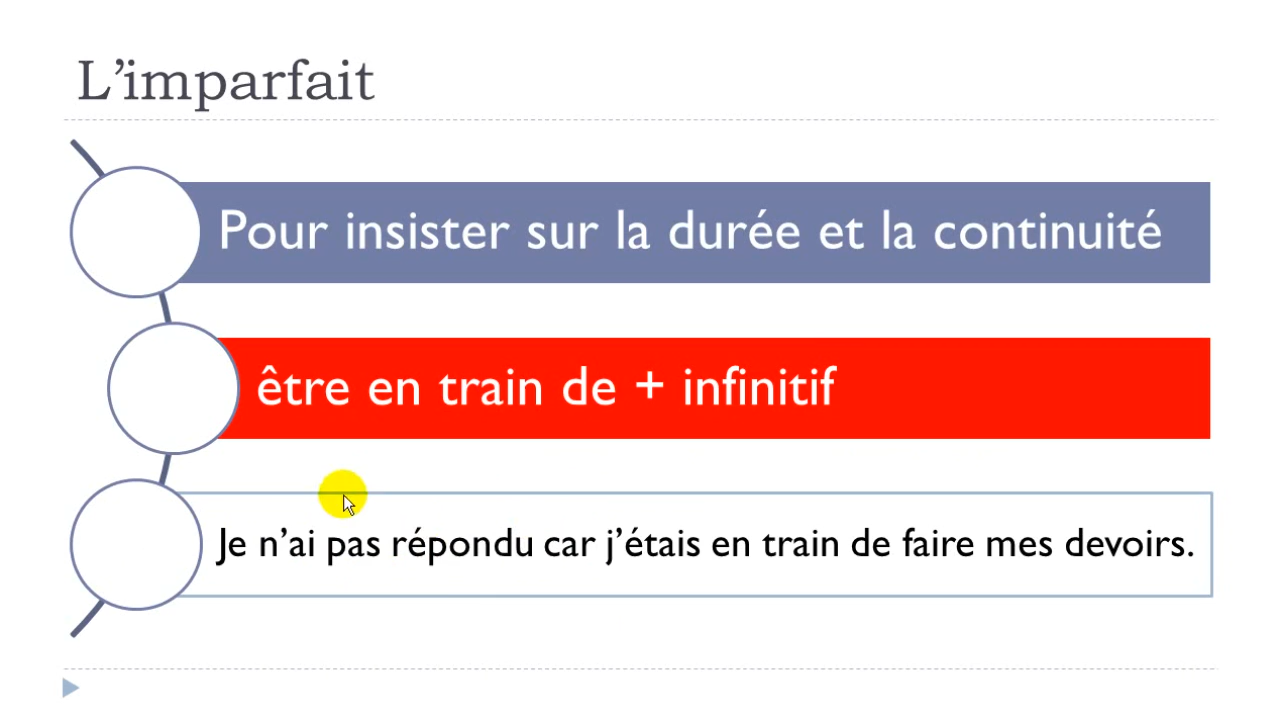 L’imparfait
Pour insister sur la durée et la continuité
être en train de + infinitif
Je n’ai pas répondu car j’étais en train de faire mes devoirs.